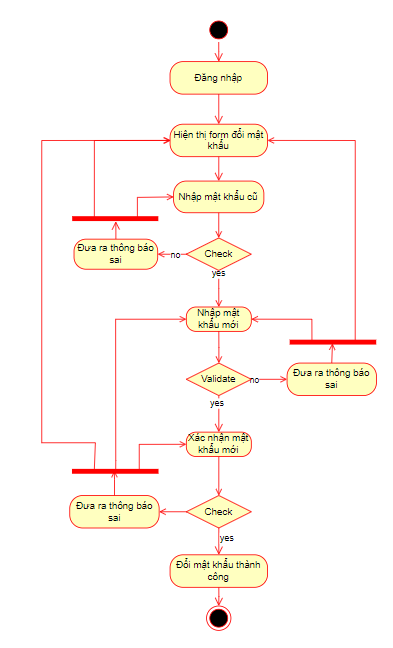 Đăng nhập
Hiện thị form đổi mật
khẩu
Nhập mật khẩu cũ
Đưa ra thông báo
sai
no
Check
yes
Nhập mật
khẩu mới
Validate
no
Đưa ra thông báo
sai
yes
Xác nhận mật
khẩu mới
Đưa ra thông báo
sai
Check
yes
Đổi mật khẩu thành
công